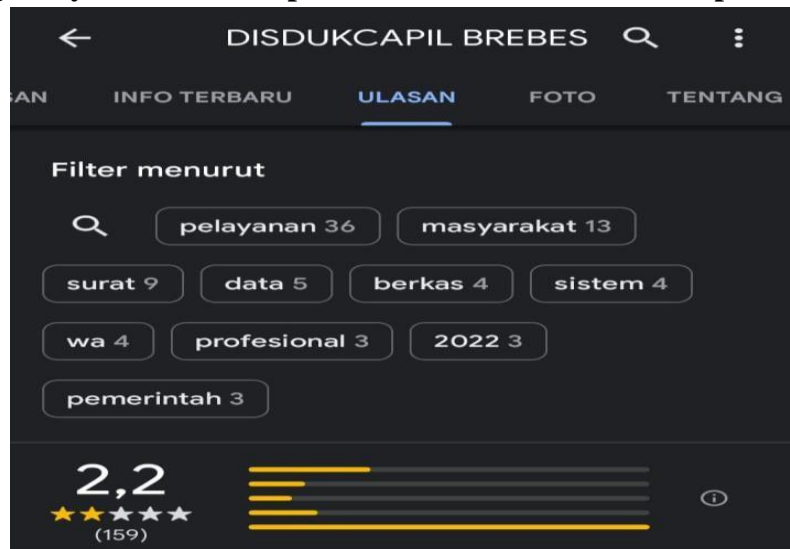 DISDUKCAPIL BREBES
AN INFO TERBARU ULASAN FOTO TENTANG
Filter menurut
pelayanan 36 masyarakat 13
surat 9 data 5 berkas 4 sistem 4
wa 4 profesional 3 2022 3
pemerintah 3
2,2
(159)